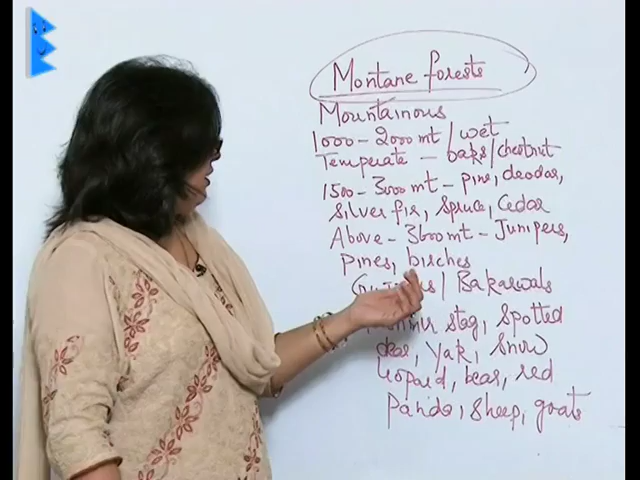 Montane forests
Mountainous
1000 - 2000 mt / wet
Temperate - oaks / chestnut
1500 - 3000 mt - pine, deodar,
Silver fir, Spruce, Cedar
Above - 3600 mt - Junipers,
Pines, birches
/ Bakarwals
stag, Spotted
deer, Yak, Snow
leopard, bear, red
Panda, Sheep, goats